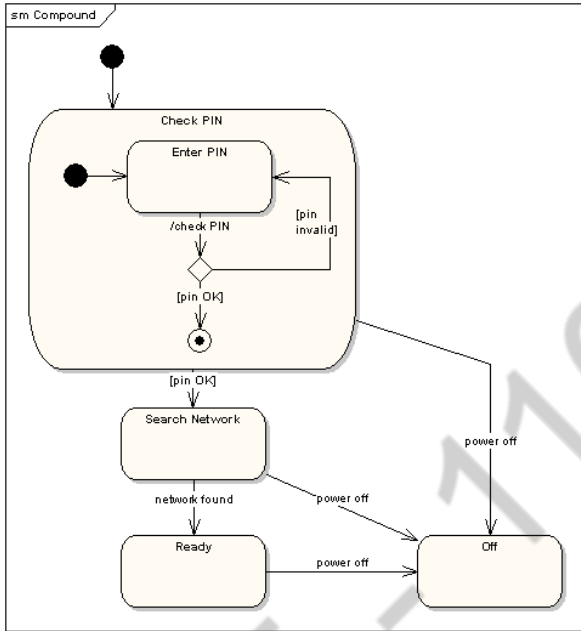 sm Compound
Check PIN
Enter PIN
[pin
invalid]
/check PIN
[pin OK]
[pin OK]
Search Network
power off
network found
power off
Ready
power off
Off